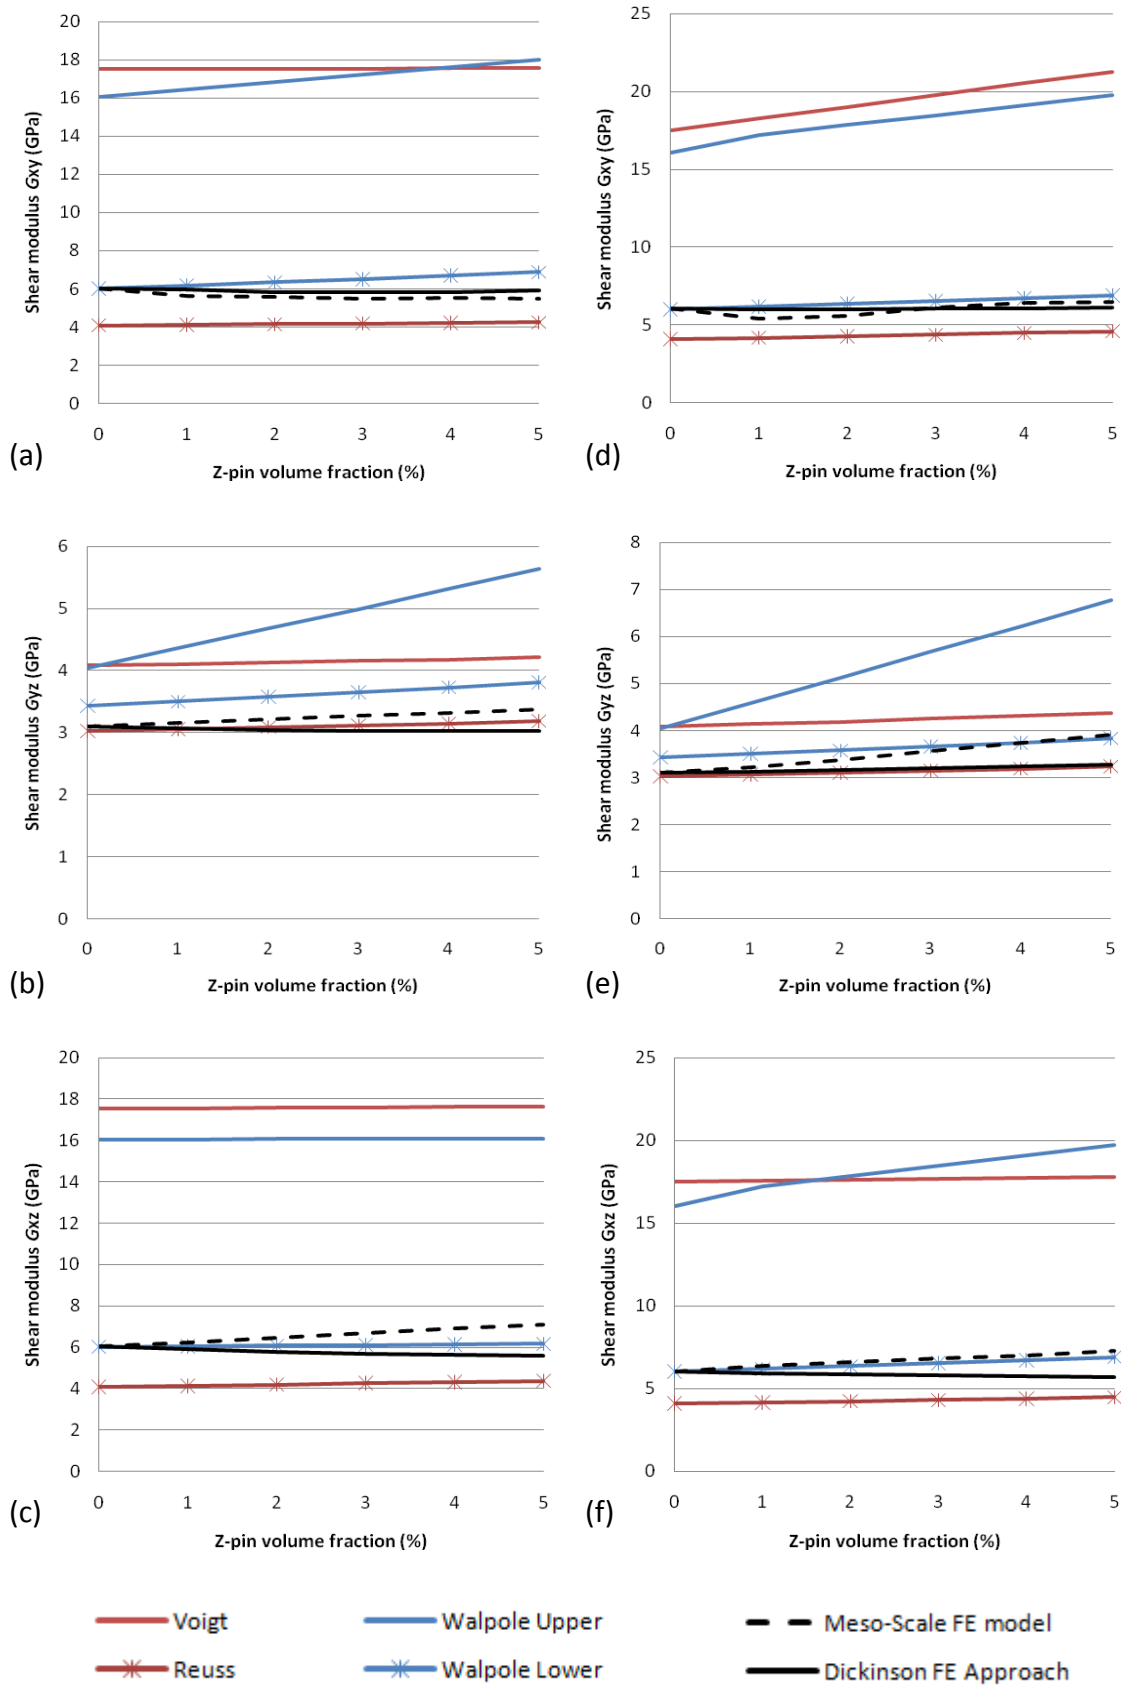 20
18
16
14
12
10
8
6
4
2
0
Shear modulus Gxy (GPa)
0 1 2 3 4 5
Z-pin volume fraction (%)
(a)
25
20
15
10
5
0
Shear modulus Gxy (GPa)
0 1 2 3 4 5
Z-pin volume fraction (%)
(d)
6
5
4
3
2
1
0
Shear modulus Gyz (GPa)
0 1 2 3 4 5
Z-pin volume fraction (%)
(b)
8
7
6
5
4
3
2
1
0
Shear modulus Gyz (GPa)
0 1 2 3 4 5
Z-pin volume fraction (%)
(e)
20
18
16
14
12
10
8
6
4
2
0
Shear modulus Gxz (GPa)
0 1 2 3 4 5
Z-pin volume fraction (%)
(c)
25
20
15
10
5
0
Shear modulus Gxz (GPa)
0 1 2 3 4 5
Z-pin volume fraction (%)
(f)
Voigt
Walpole Upper
Meso-Scale FE model
Reuss
Walpole Lower
Dickinson FE Approach